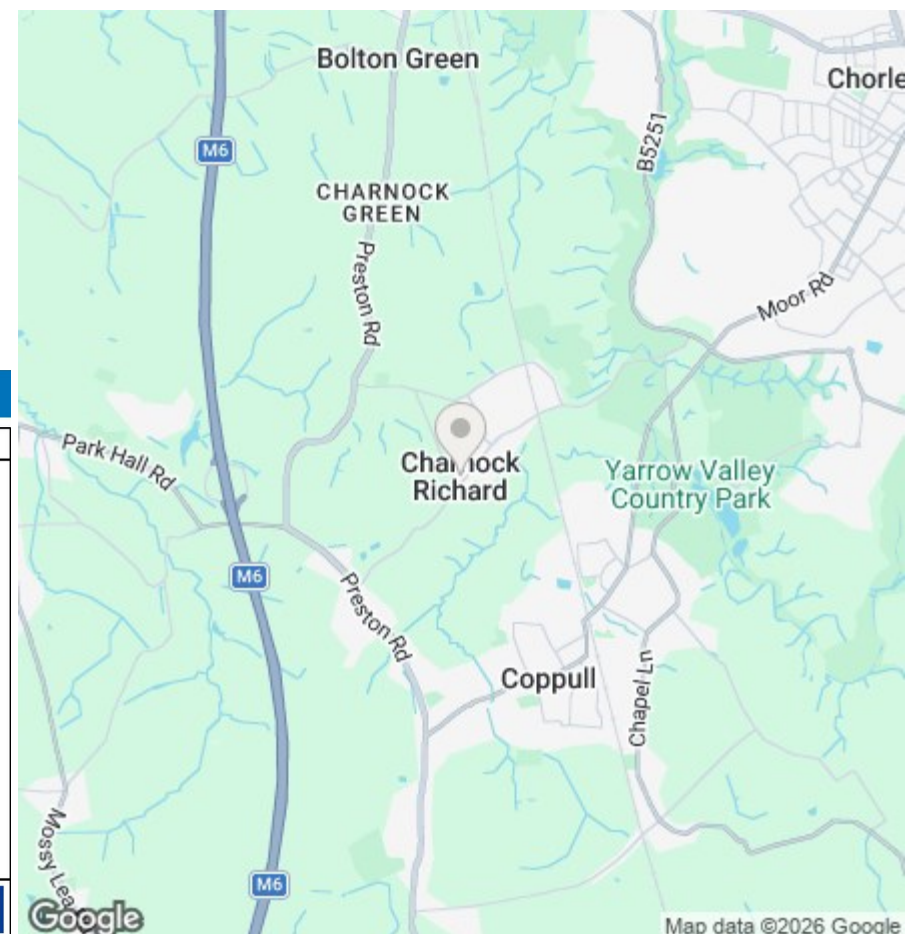 Bolton Green
Chorle
M6
B5251
CHARNOCK
GREEN
Preston Rd
Moor Rd
Park Hall Rd
Charnock
Richard
Yarrow Valley
Country Park
M6
Preston Rd
Coppull
Chapel Ln
Mossy Lea
M6
Google
Map data ©2026 Google